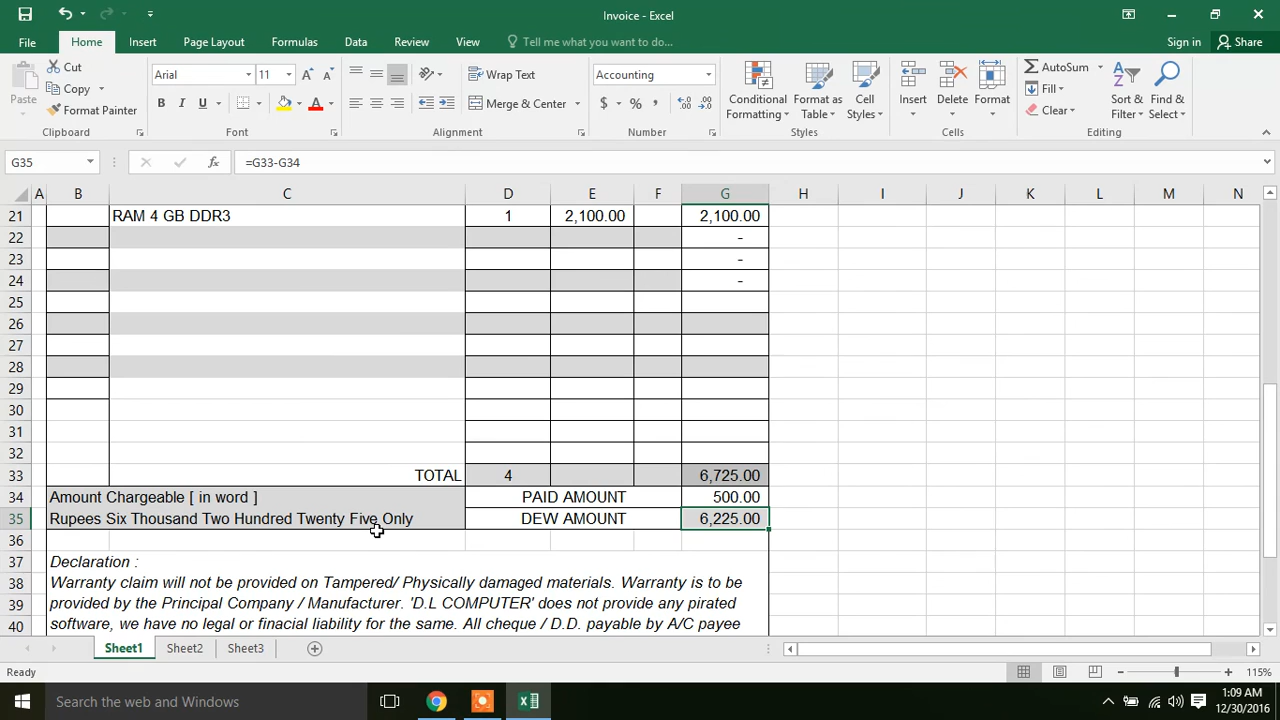 Invoice - Excel
File Home Insert Page Layout Formulas Data Review View Tell me what you want to do... Sign in Share
Paste Cut Copy Format Painter Clipboard
Arial 11 B I U Font
Wrap Text Merge & Center Alignment
Accounting $ % , Number
Conditional Formatting Format as Table Cell Styles Styles
Insert Delete Format Cells
AutoSum Fill Clear Sort & Filter Find & Select Editing
G35 fx =G33-G34
A B C D E F G H I J K L M N
21 RAM 4 GB DDR3 1 2,100.00 2,100.00
22 -
23 -
24 -
25
26
27
28
29
30
31
32
33 TOTAL 4 6,725.00
34 Amount Chargeable [ in word ] PAID AMOUNT 500.00
35 Rupees Six Thousand Two Hundred Twenty Five Only DEW AMOUNT 6,225.00
36
37 Declaration :
38 Warranty claim will not be provided on Tampered/ Physically damaged materials. Warranty is to be
39 provided by the Principal Company / Manufacturer. 'D.L COMPUTER' does not provide any pirated
40 software, we have no legal or finacial liability for the same. All cheque / D.D. payable by A/C payee
Sheet1 Sheet2 Sheet3
Ready 115%
Search the web and Windows
1:09 AM
12/30/2016